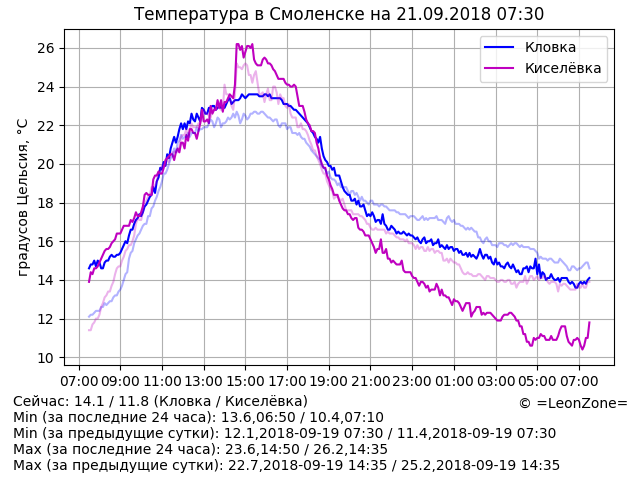 Температура в Смоленске на 21.09.2018 07:30
градусов Цельсия, °C
26
24
22
20
18
16
14
12
10
Кловка
Киселёвка
07:00 09:00 11:00 13:00 15:00 17:00 19:00 21:00 23:00 01:00 03:00 05:00 07:00
Сейчас: 14.1 / 11.8 (Кловка / Киселёвка)
© =LeonZone=
Min (за последние 24 часа): 13.6,06:50 / 10.4,07:10
Min (за предыдущие сутки): 12.1,2018-09-19 07:30 / 11.4,2018-09-19 07:30
Max (за последние 24 часа): 23.6,14:50 / 26.2,14:35
Max (за предыдущие сутки): 22.7,2018-09-19 14:35 / 25.2,2018-09-19 14:35